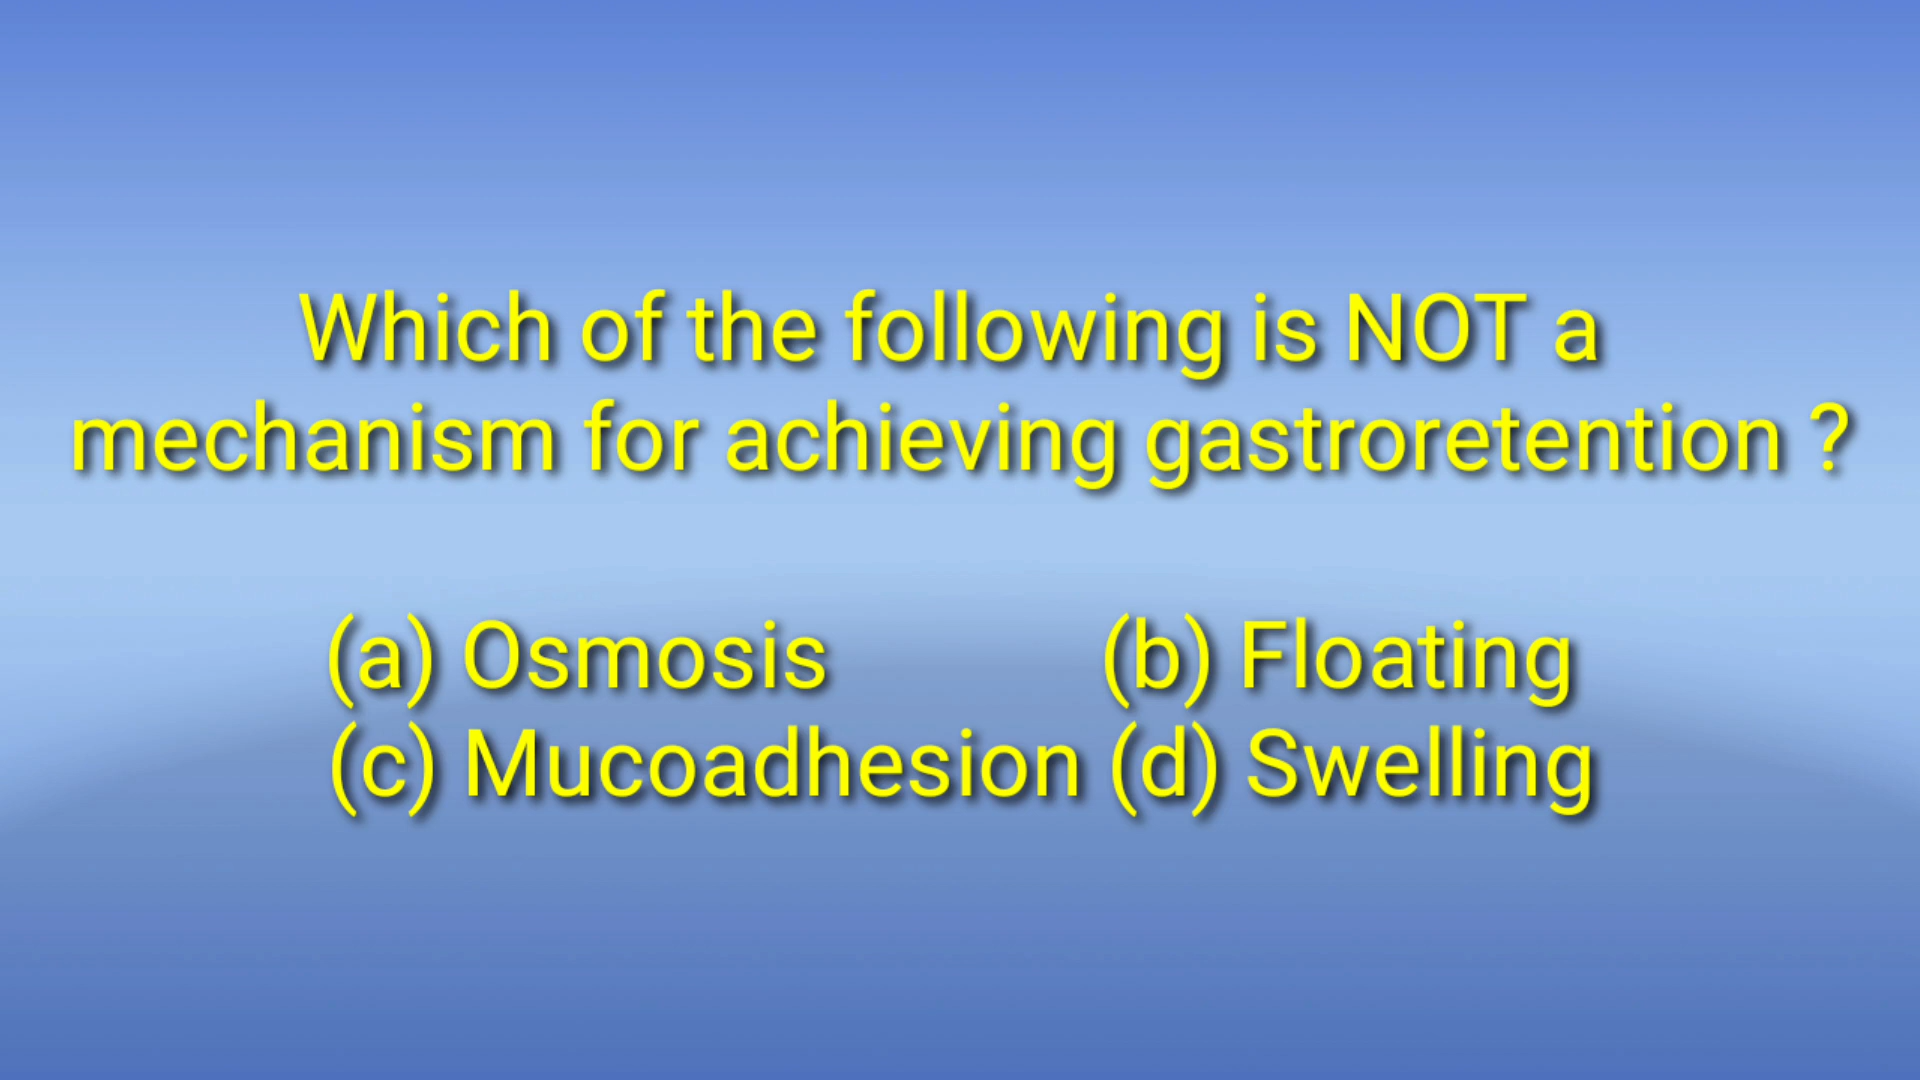 Which of the following is NOT a
mechanism for achieving gastroretention ?
(a) Osmosis (b) Floating
(c) Mucoadhesion (d) Swelling